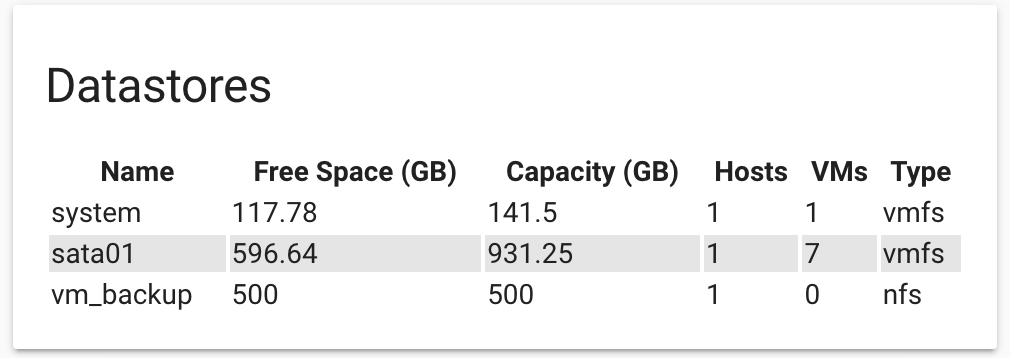 Datastores
Name Free Space (GB) Capacity (GB) Hosts VMs Type
system 117.78 141.5 1 1 vmfs
sata01 596.64 931.25 1 7 vmfs
vm_backup 500 500 1 0 nfs